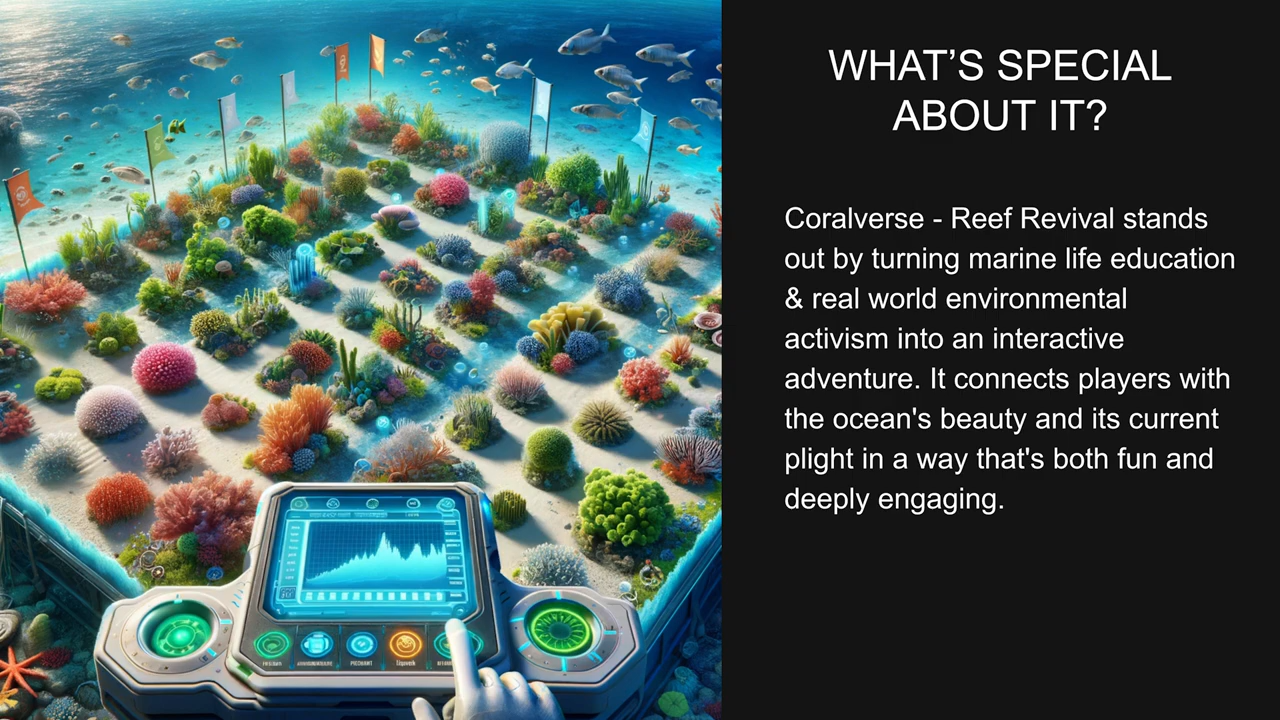 WHAT’S SPECIAL
ABOUT IT?
Coralverse - Reef Revival stands
out by turning marine life education
& real world environmental
activism into an interactive
adventure. It connects players with
the ocean's beauty and its current
plight in a way that's both fun and
deeply engaging.